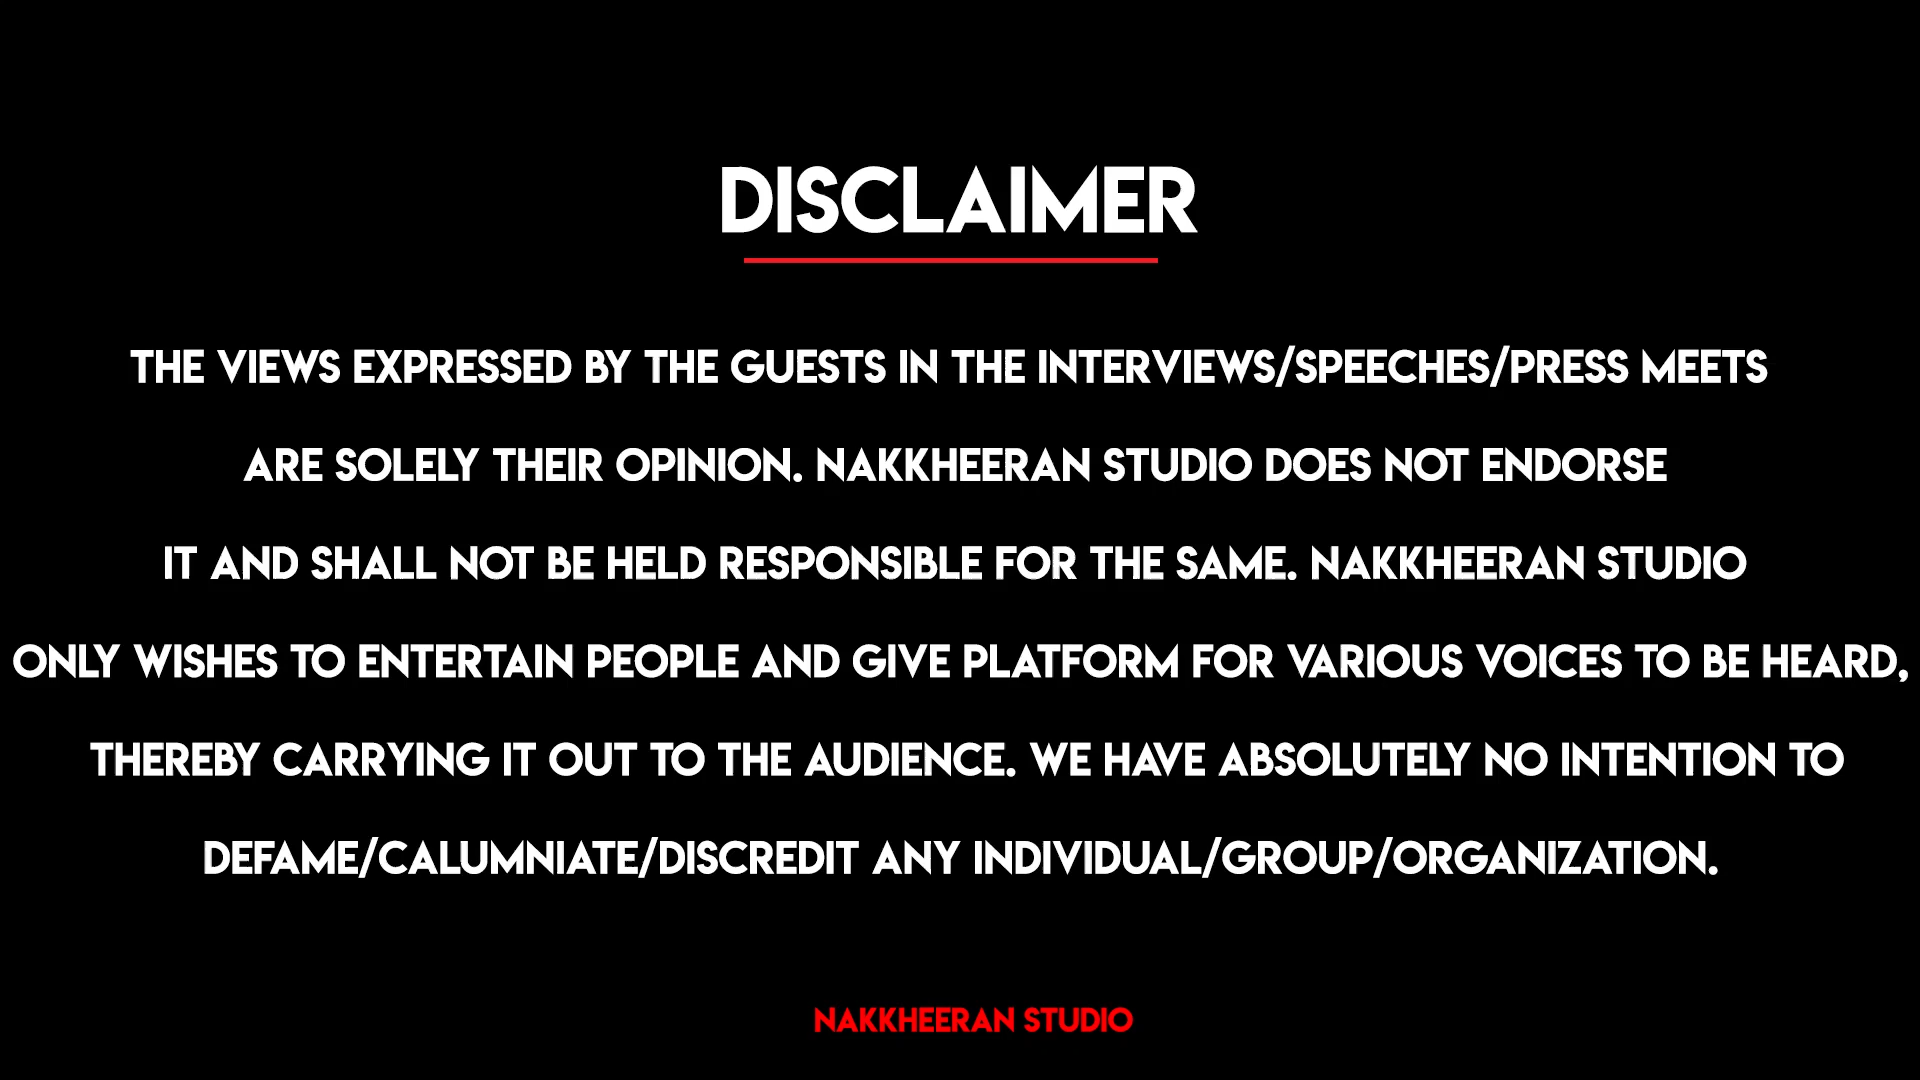 DISCLAIMER
THE VIEWS EXPRESSED BY THE GUESTS IN THE INTERVIEWS/SPEECHES/PRESS MEETS
ARE SOLELY THEIR OPINION. NAKKHEERAN STUDIO DOES NOT ENDORSE
IT AND SHALL NOT BE HELD RESPONSIBLE FOR THE SAME. NAKKHEERAN STUDIO
ONLY WISHES TO ENTERTAIN PEOPLE AND GIVE PLATFORM FOR VARIOUS VOICES TO BE HEARD,
THEREBY CARRYING IT OUT TO THE AUDIENCE. WE HAVE ABSOLUTELY NO INTENTION TO
DEFAME/CALUMNIATE/DISCREDIT ANY INDIVIDUAL/GROUP/ORGANIZATION.
NAKKHEERAN STUDIO